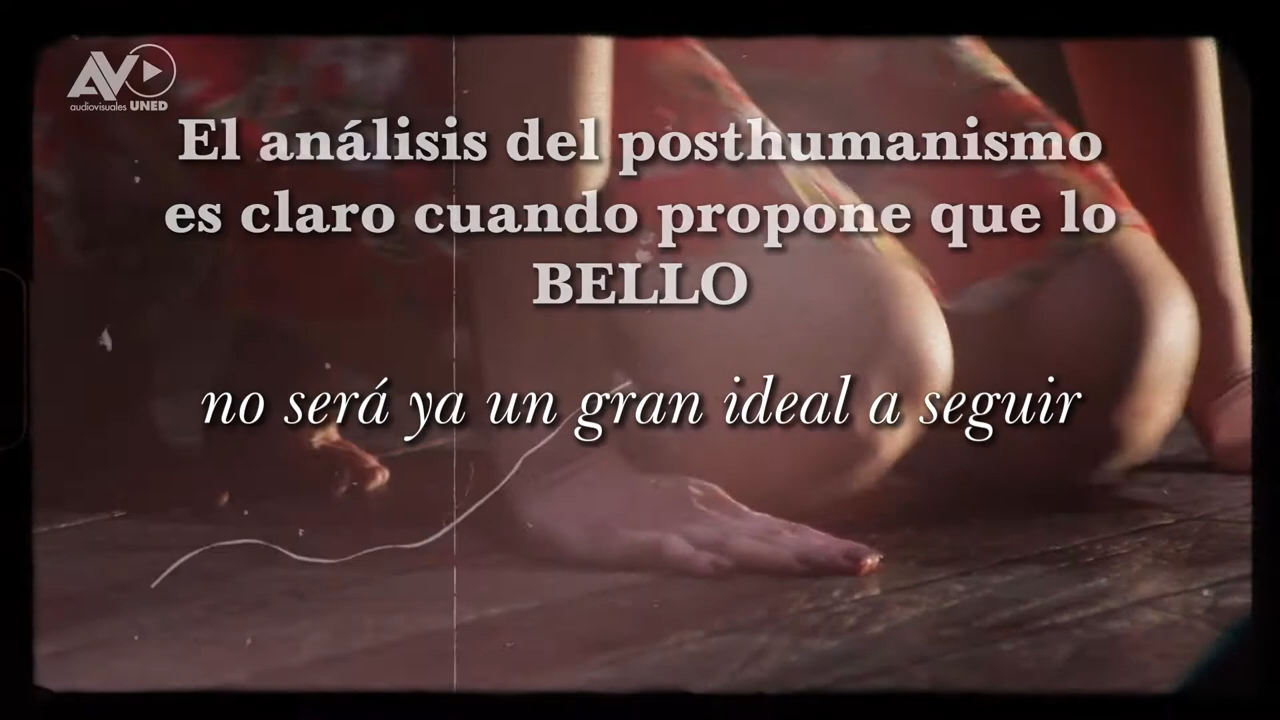 AV
audiovisuales UNED
El análisis del posthumanismo
es claro cuando propone que lo
BELLO
no será ya un gran ideal a seguir